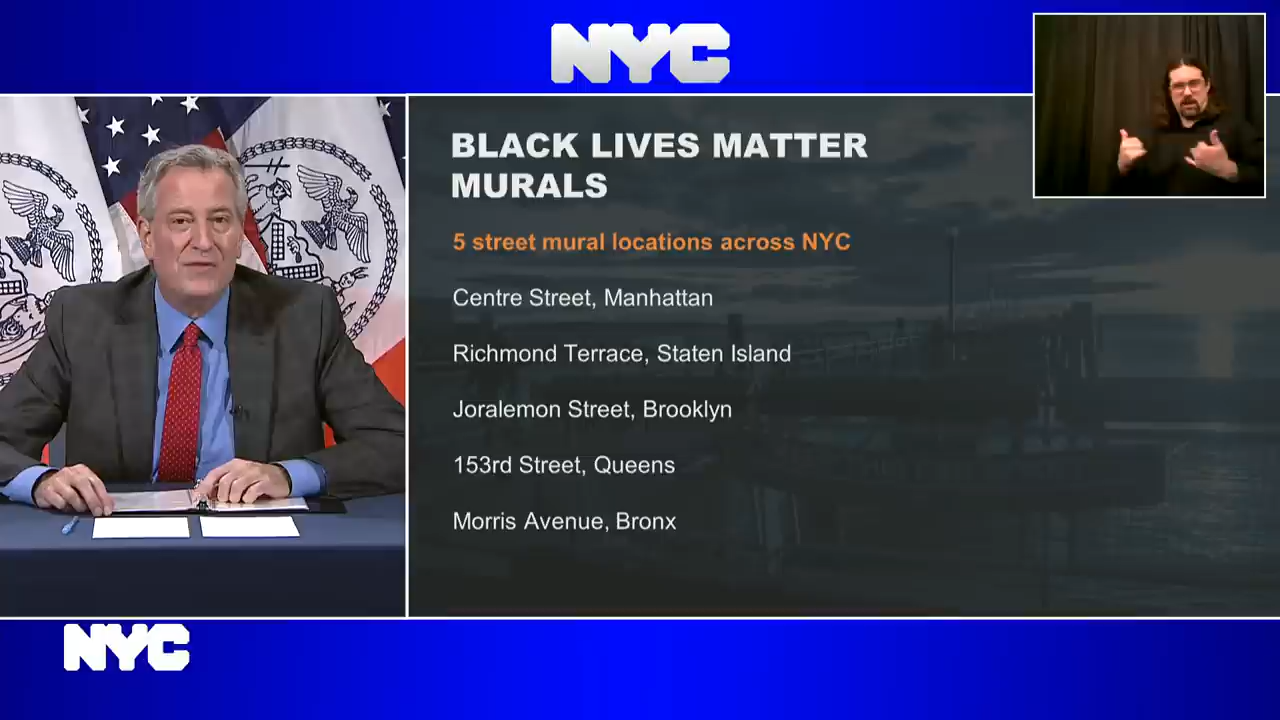 NYC
BLACK LIVES MATTER
MURALS
5 street mural locations across NYC
Centre Street, Manhattan
Richmond Terrace, Staten Island
Joralemon Street, Brooklyn
153rd Street, Queens
Morris Avenue, Bronx
NYC